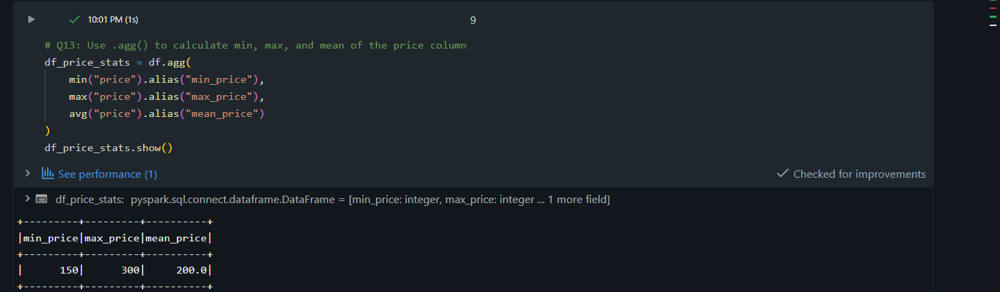 10:01 PM (1s) 9
# Q13: Use .agg() to calculate min, max, and mean of the price column
df_price_stats = df.agg(
    min("price").alias("min_price"),
    max("price").alias("max_price"),
    avg("price").alias("mean_price")
)
df_price_stats.show()
See performance (1) Checked for improvements
df_price_stats: pyspark.sql.connect.dataframe.DataFrame = [min_price: integer, max_price: integer ... 1 more field]
+---------+---------+----------+
|min_price|max_price|mean_price|
+---------+---------+----------+
|      150|      300|     200.0|
+---------+---------+----------+